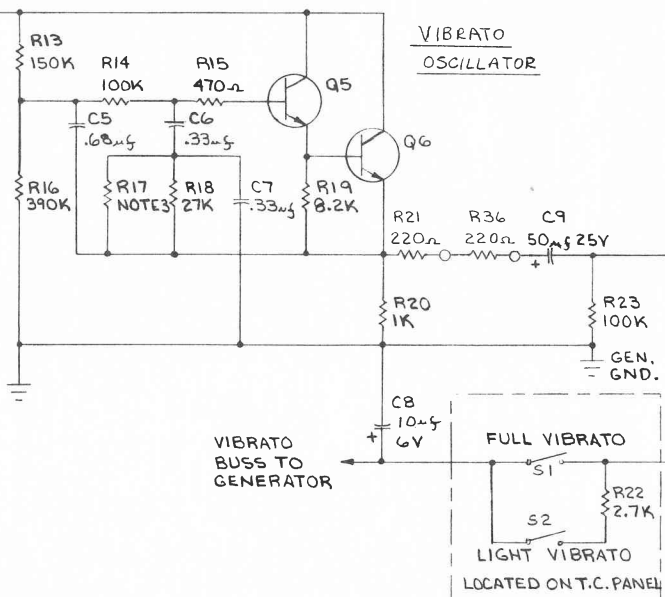 VIBRATO
OSCILLATOR
R13
150K
R14
100K
R15
470Ω
Q5
C5
.68μf
C6
.33μf
Q6
R16
390K
R17
NOTE3
R18
27K
C7
.33μf
R19
8.2K
R21
220Ω
R36
220Ω
C9
50μf 25V
+
R20
1K
R23
100K
GEN.
GND.
C8
10μf
6V
+
VIBRATO
BUSS TO
GENERATOR
FULL VIBRATO
S1
R22
2.7K
S2
LIGHT VIBRATO
LOCATED ON T.C. PANEL